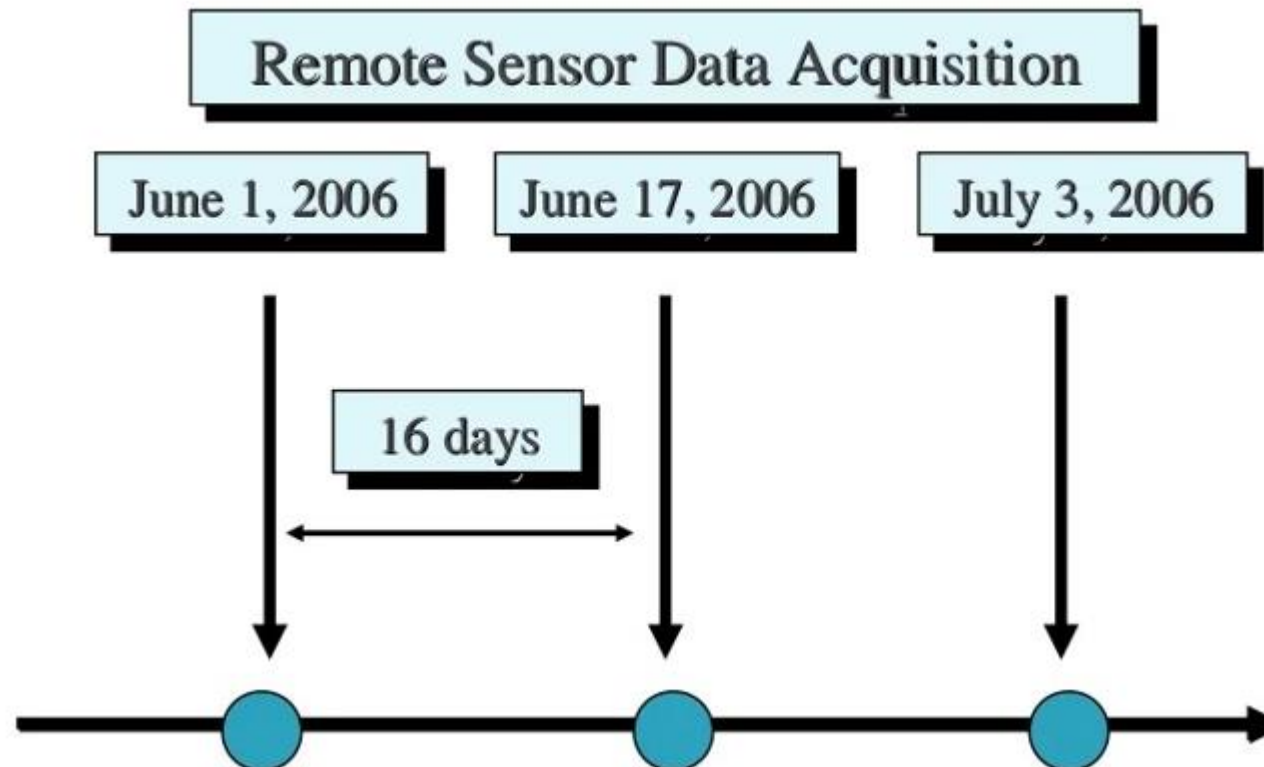 Remote Sensor Data Acquisition
June 1, 2006
June 17, 2006
July 3, 2006
16 days